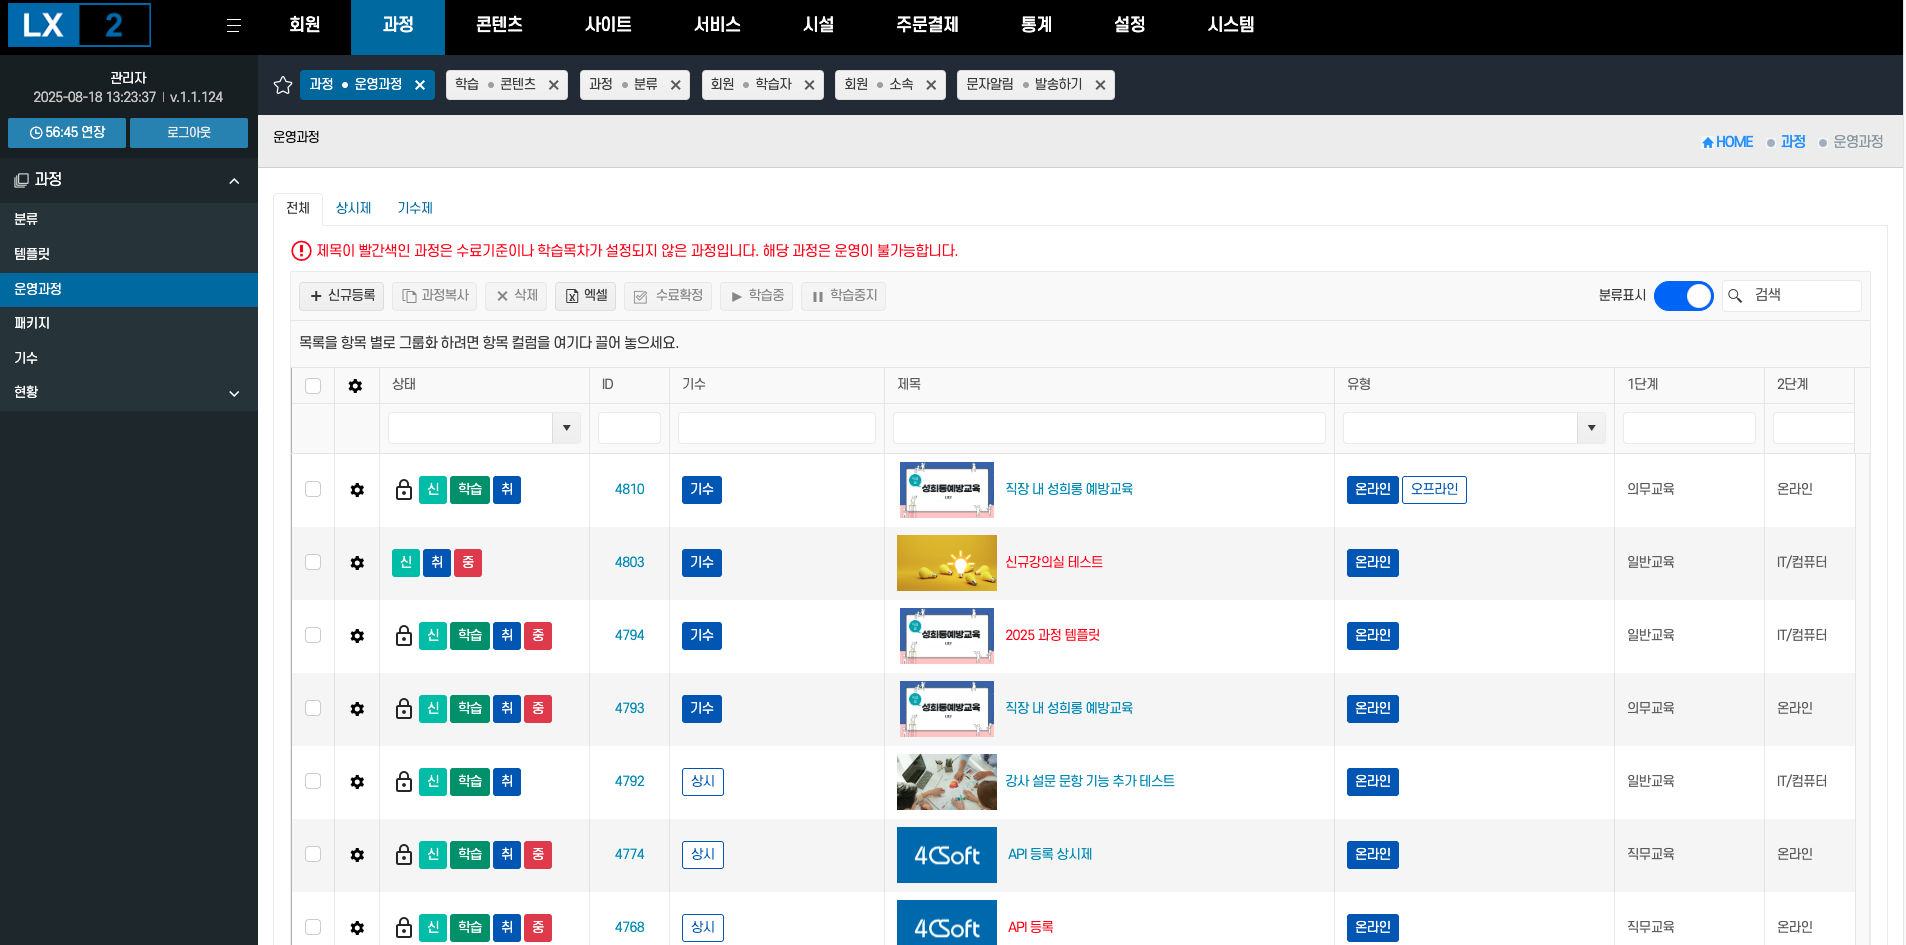 LX 2
회원 과정 콘텐츠 사이트 서비스 시설 주문결제 통계 설정 시스템
관리자
2025-08-18 13:23:37 | v.1.1.124
56:45 연장 로그아웃
과정
분류
템플릿
운영과정
패키지
기수
현황
과정 ● 운영과정 × 학습 ● 콘텐츠 × 과정 ● 분류 × 회원 ● 학습자 × 회원 ● 소속 × 문자알림 ● 발송하기 ×
운영과정
HOME ● 과정 ● 운영과정
전체 상시제 기수제
제목이 빨간색인 과정은 수료기준이나 학습목차가 설정되지 않은 과정입니다. 해당 과정은 운영이 불가능합니다.
+ 신규등록 과정복사 × 삭제 엑셀 수료확정 학습중 학습중지 분류표시 검색
목록을 항목 별로 그룹화 하려면 항목 컬럼을 여기다 끌어 놓으세요.
상태 ID 기수 제목 유형 1단계 2단계
신 학습 취 4810 기수 성희롱예방교육 직장 내 성희롱 예방교육 온라인 오프라인 의무교육 온라인
신 취 중 4803 기수 신규강의실 테스트 온라인 일반교육 IT/컴퓨터
신 학습 취 중 4794 기수 성희롱예방교육 2025 과정 템플릿 온라인 일반교육 IT/컴퓨터
신 학습 취 중 4793 기수 성희롱예방교육 직장 내 성희롱 예방교육 온라인 의무교육 온라인
신 학습 취 4792 상시 강사 설문 문항 기능 추가 테스트 온라인 일반교육 IT/컴퓨터
신 학습 취 중 4774 상시 4CSoft API 등록 상시제 온라인 직무교육 온라인
신 학습 취 중 4768 상시 4CSoft API 등록 온라인 직무교육 온라인